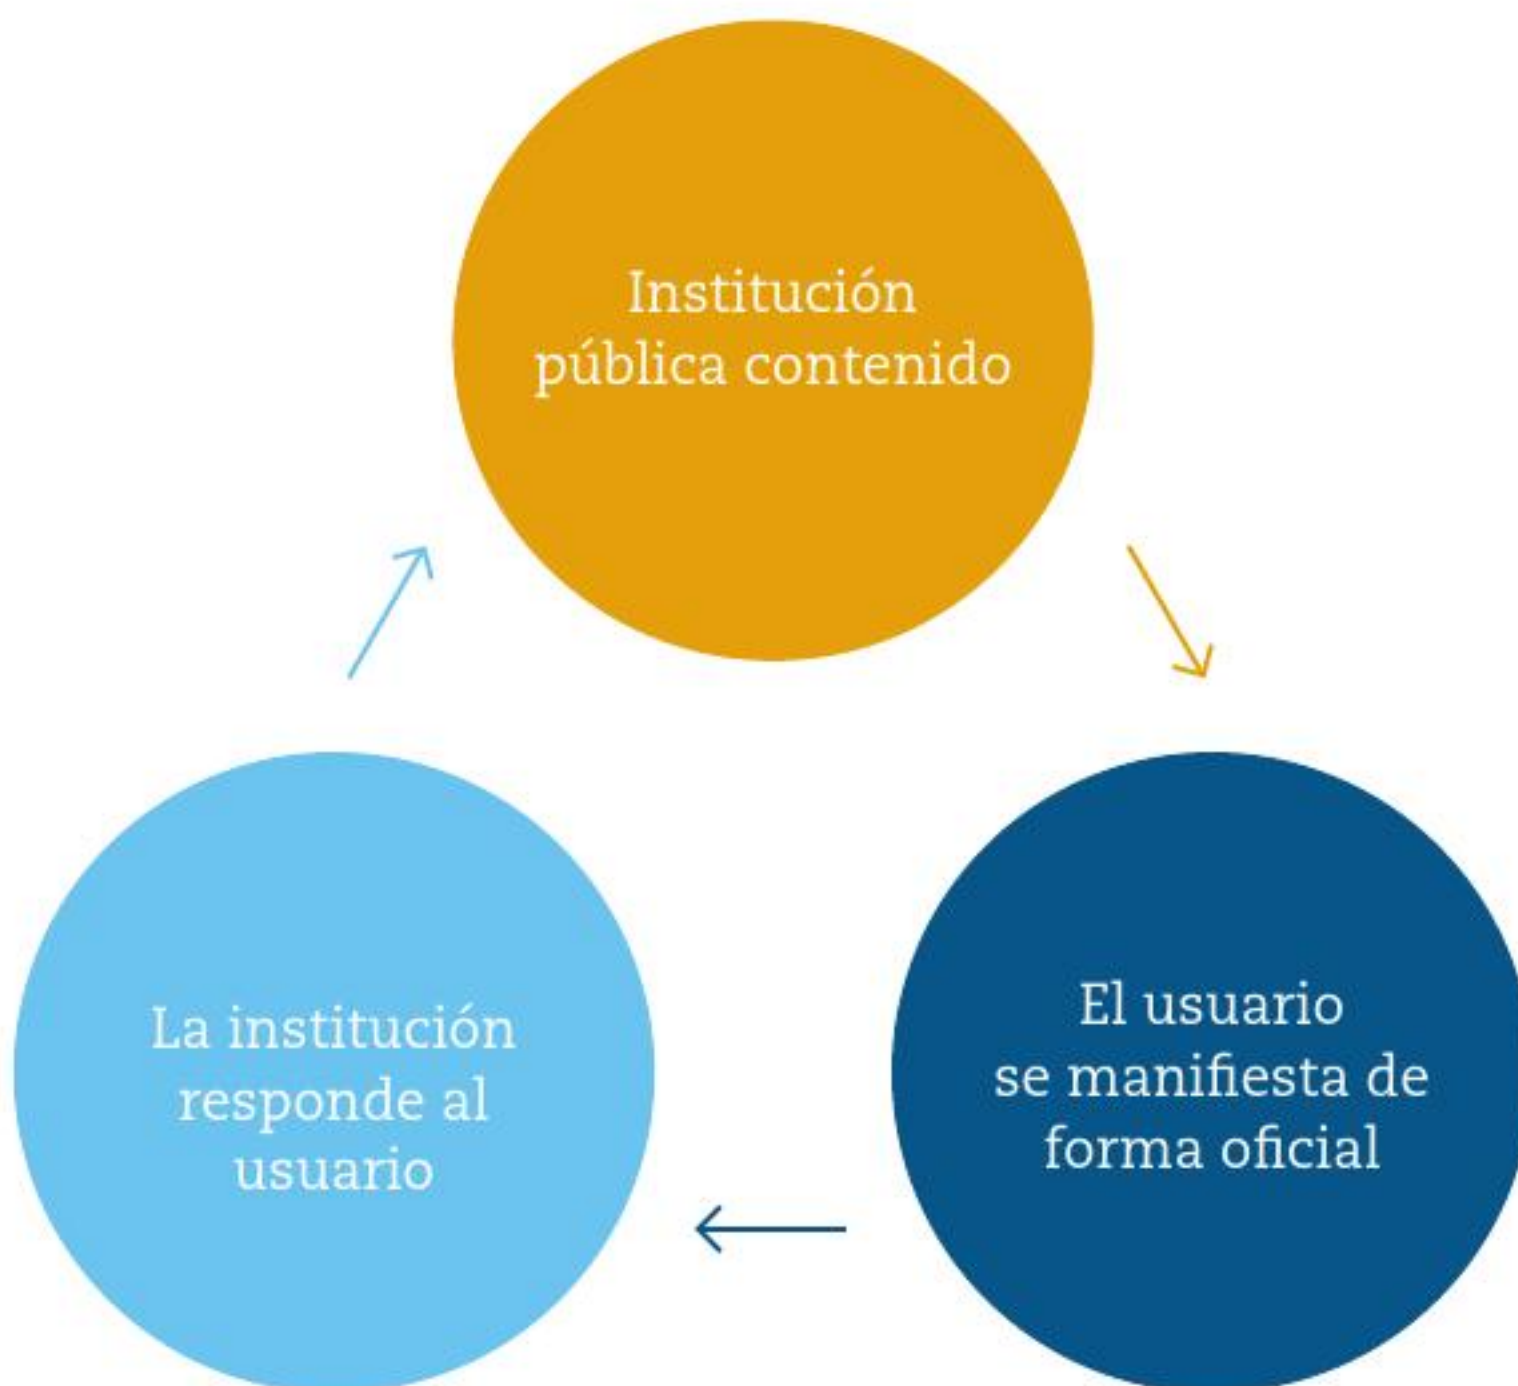 Institución
pública contenido
El usuario
se manifiesta de
forma oficial
La institución
responde al
usuario